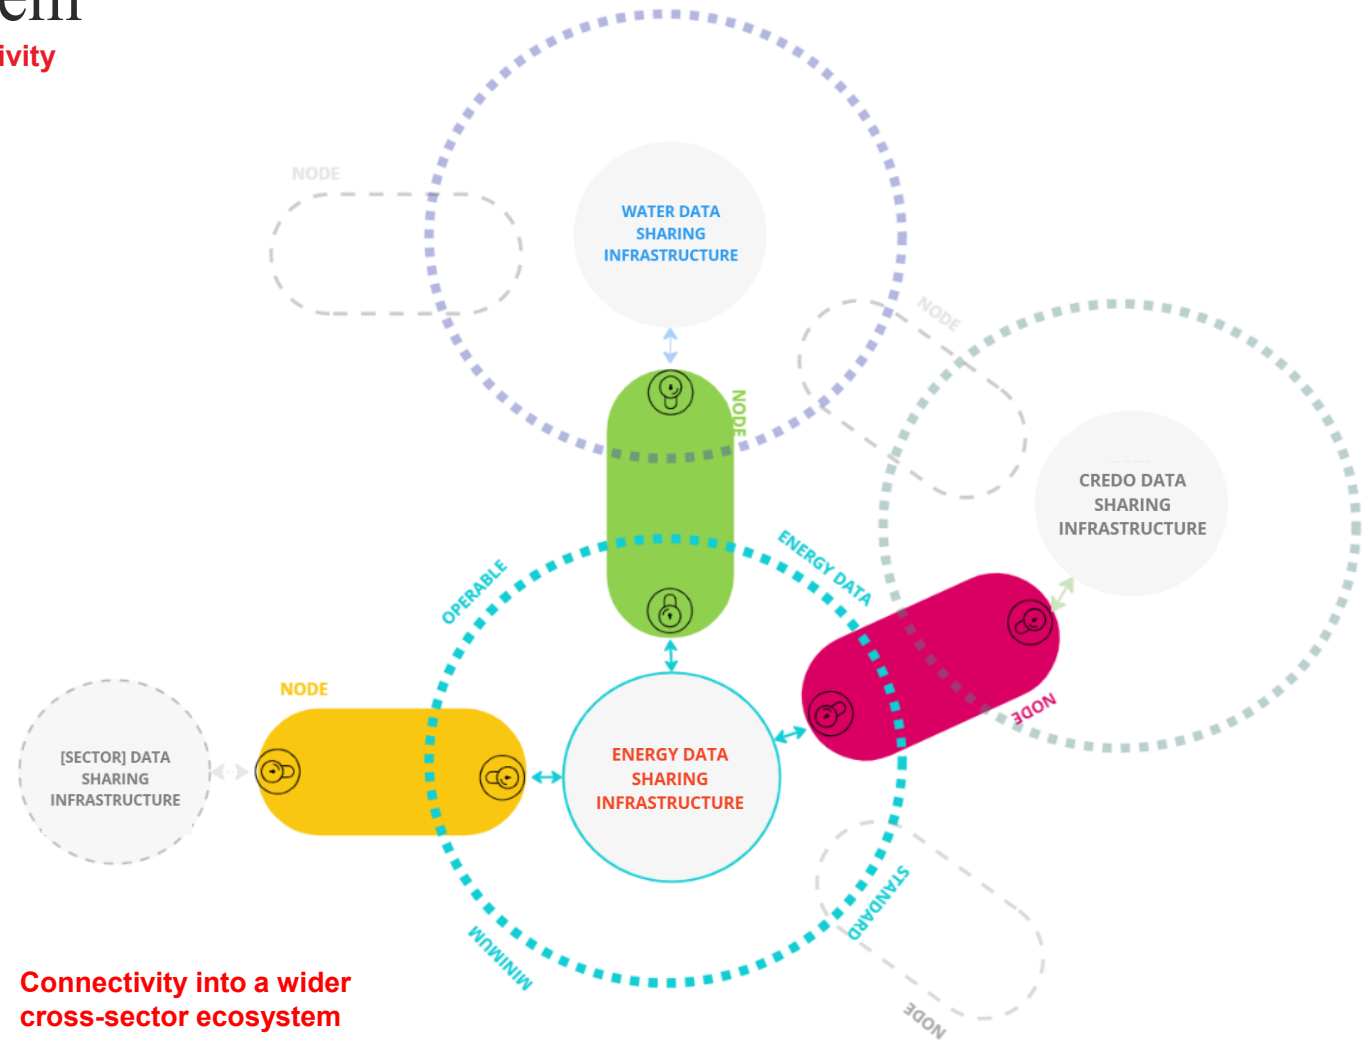 NODE
WATER DATA
SHARING
INFRASTRUCTURE
NODE
NODE
CREDO DATA
SHARING
INFRASTRUCTURE
OPERABLE
ENERGY DATA
NODE
NODE
[SECTOR] DATA
SHARING
INFRASTRUCTURE
ENERGY DATA
SHARING
INFRASTRUCTURE
STANDARD
MINIMUM
NODE
Connectivity into a wider
cross-sector ecosystem